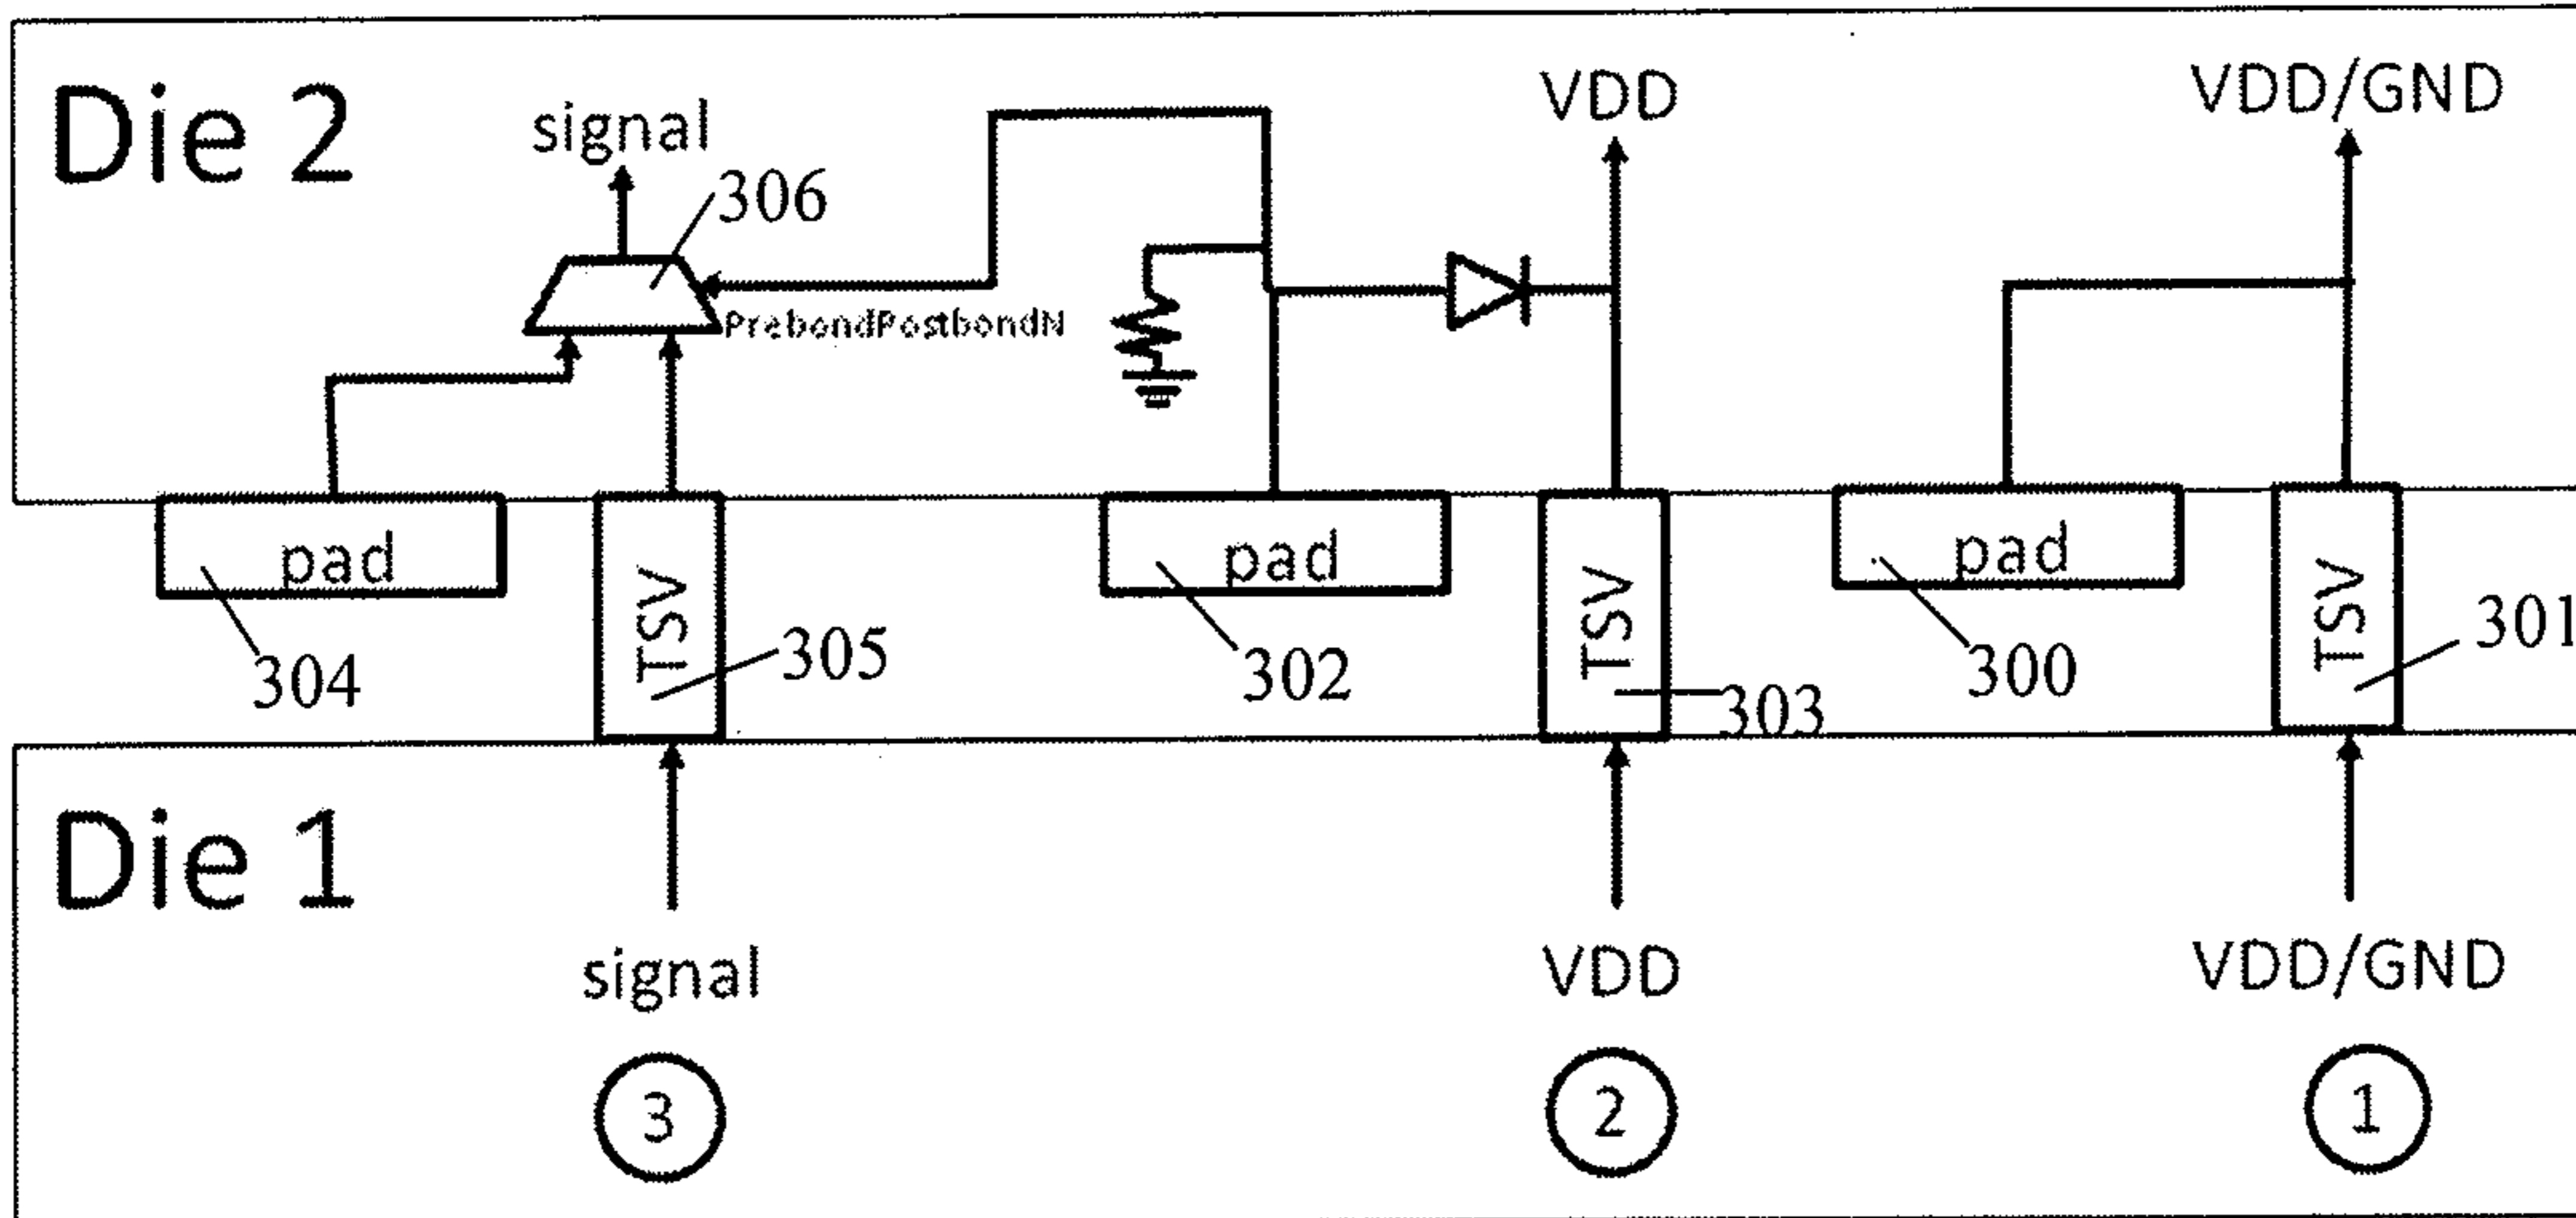 Die 2
signal
VDD
VDD/GND
306
PrebondPostbondN
pad
TSV
pad
TSV
pad
TSV
304
305
302
303
300
301
Die 1
signal
VDD
VDD/GND
3
2
1